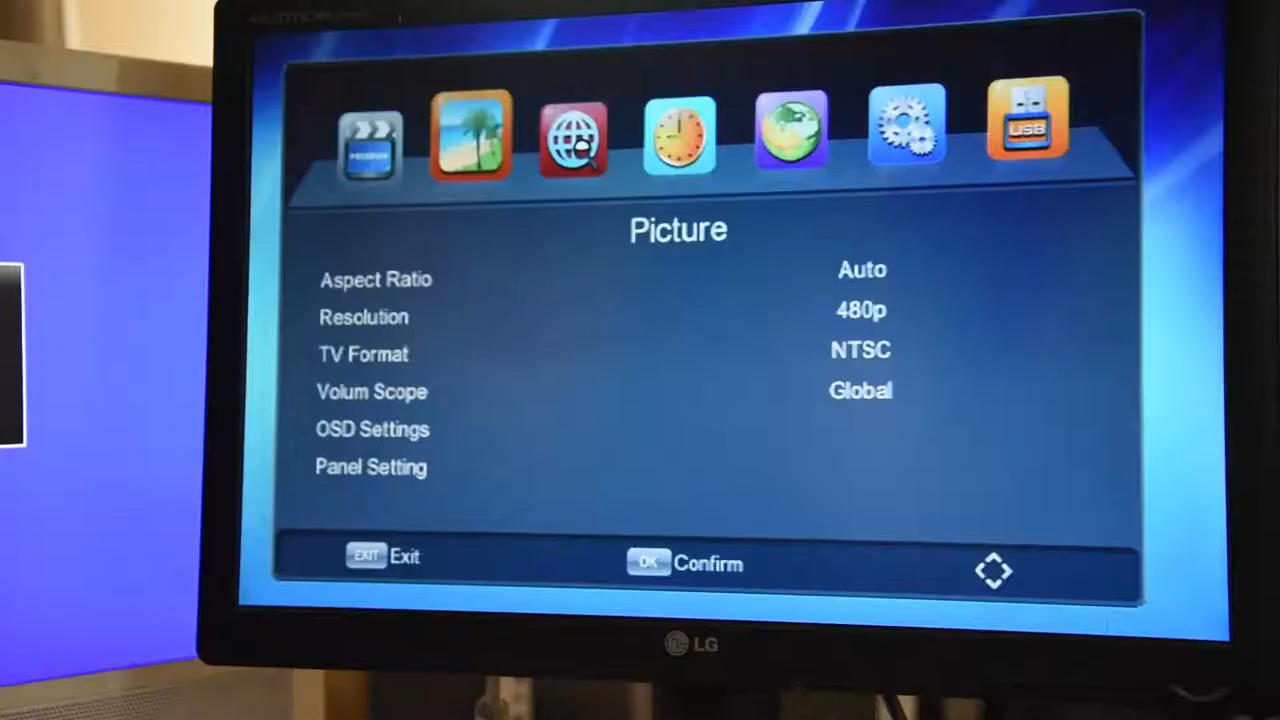 USB
Picture
Aspect Ratio Auto
Resolution 480p
TV Format NTSC
Volum Scope Global
OSD Settings
Panel Setting
EXIT Exit OK Confirm
LG